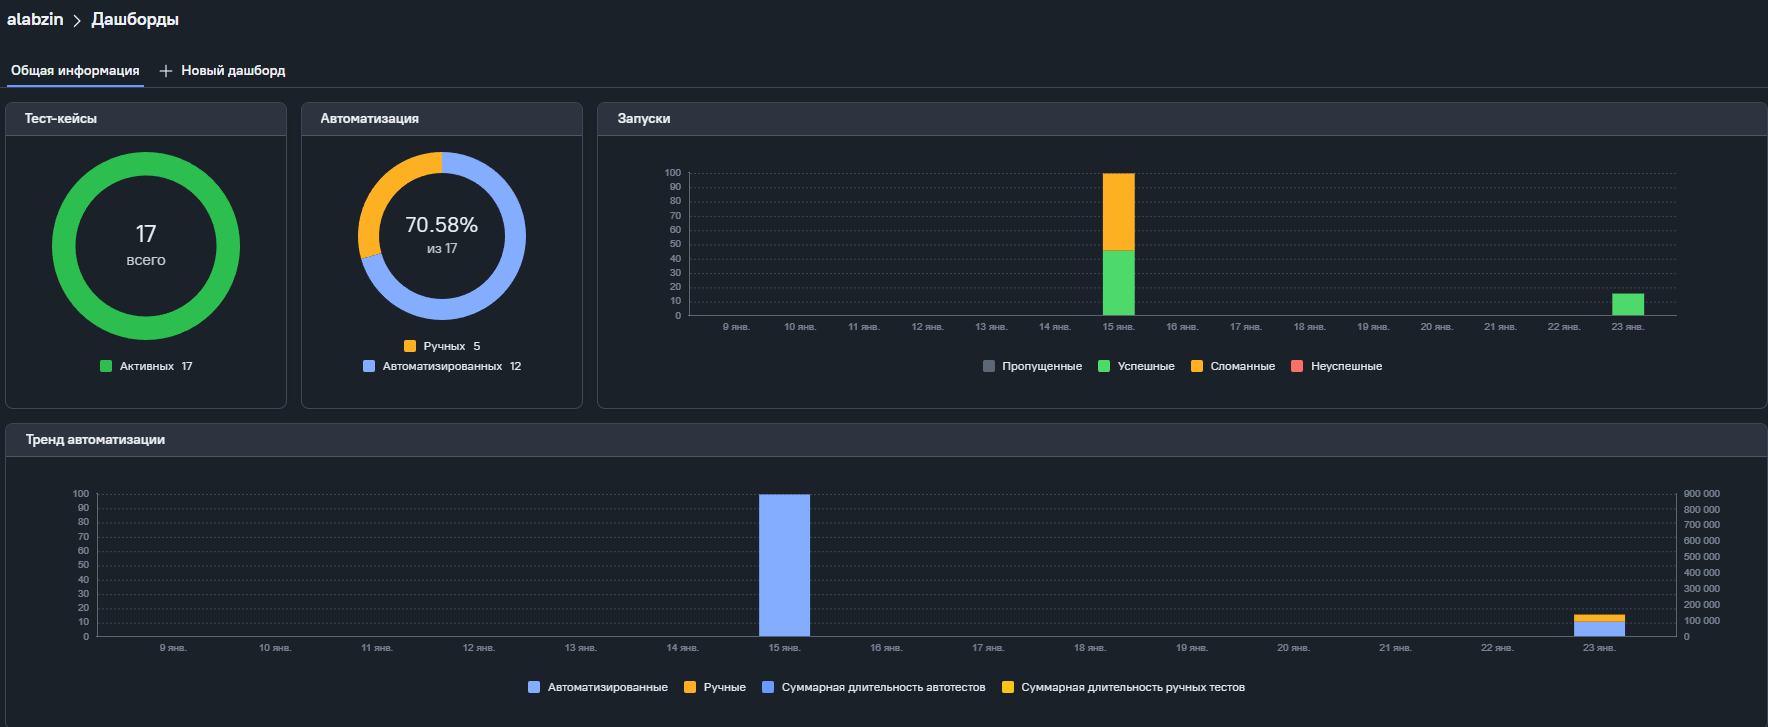 alabzin > Дашборды
Общая информация + Новый дашборд
Тест-кейсы
17
всего
Активных 17
Автоматизация
70.58%
из 17
Ручных 5
Автоматизированных 12
Запуски
100
90
80
70
60
50
40
30
20
10
0
9 янв. 10 янв. 11 янв. 12 янв. 13 янв. 14 янв. 15 янв. 16 янв. 17 янв. 18 янв. 19 янв. 20 янв. 21 янв. 22 янв. 23 янв.
Пропущенные Успешные Сломанные Неуспешные
Тренд автоматизации
100
90
80
70
60
50
40
30
20
10
0
900 000
800 000
700 000
600 000
500 000
400 000
300 000
200 000
100 000
0
9 янв. 10 янв. 11 янв. 12 янв. 13 янв. 14 янв. 15 янв. 16 янв. 17 янв. 18 янв. 19 янв. 20 янв. 21 янв. 22 янв. 23 янв.
Автоматизированные Ручные Суммарная длительность автотестов Суммарная длительность ручных тестов